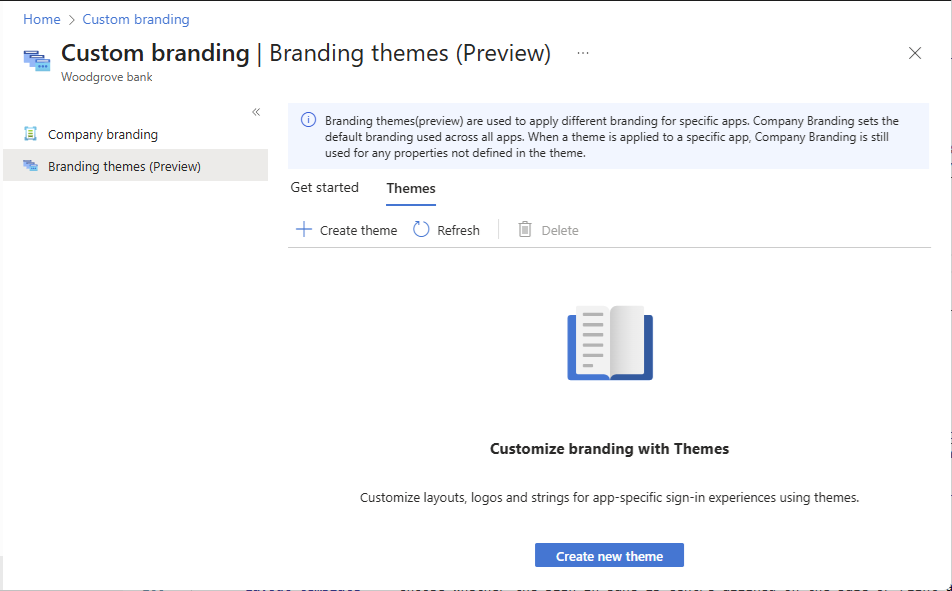 Home > Custom branding
Custom branding | Branding themes (Preview) ...
Woodgrove bank
«
Company branding
Branding themes (Preview)
Branding themes(preview) are used to apply different branding for specific apps. Company Branding sets the
default branding used across all apps. When a theme is applied to a specific app, Company Branding is still
used for any properties not defined in the theme.
Get started Themes
Create theme Refresh Delete
Customize branding with Themes
Customize layouts, logos and strings for app-specific sign-in experiences using themes.
Create new theme